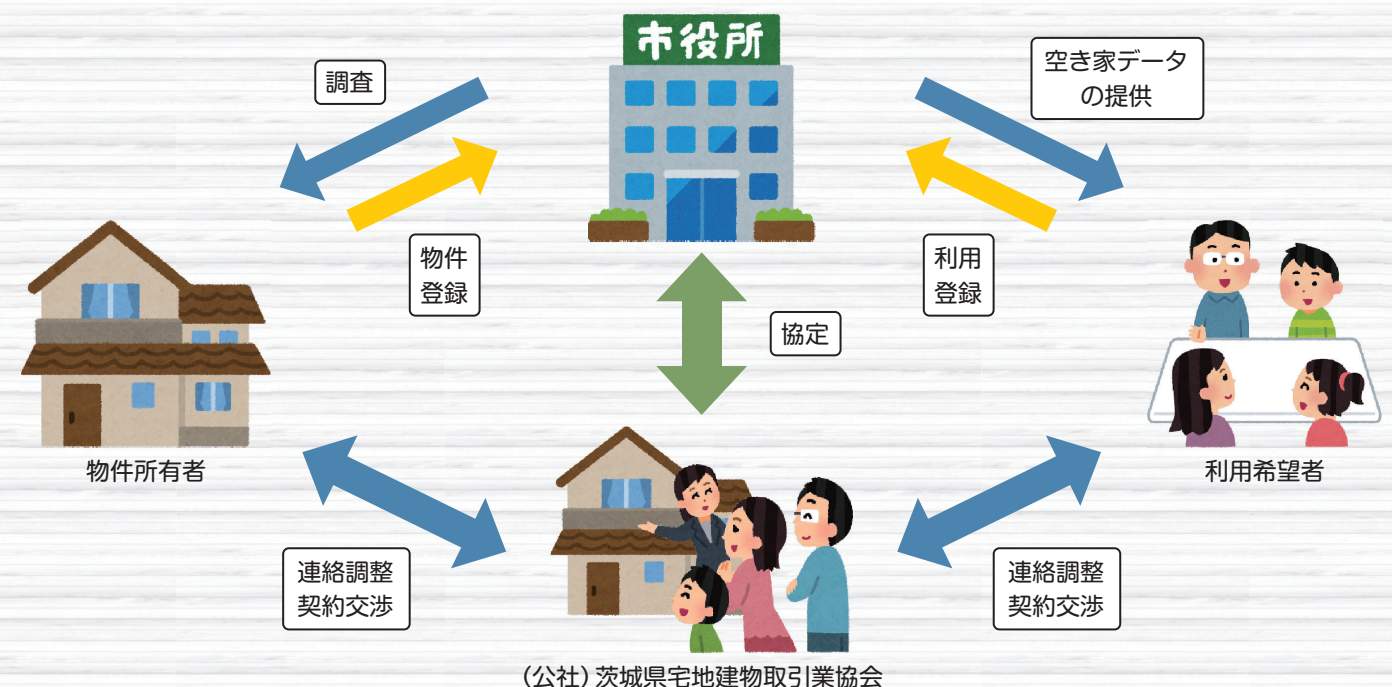 市役所
調査
空き家データ
の提供
物件
登録
利用
登録
協定
物件所有者
利用希望者
連絡調整
契約交渉
連絡調整
契約交渉
(公社)茨城県宅地建物取引業協会